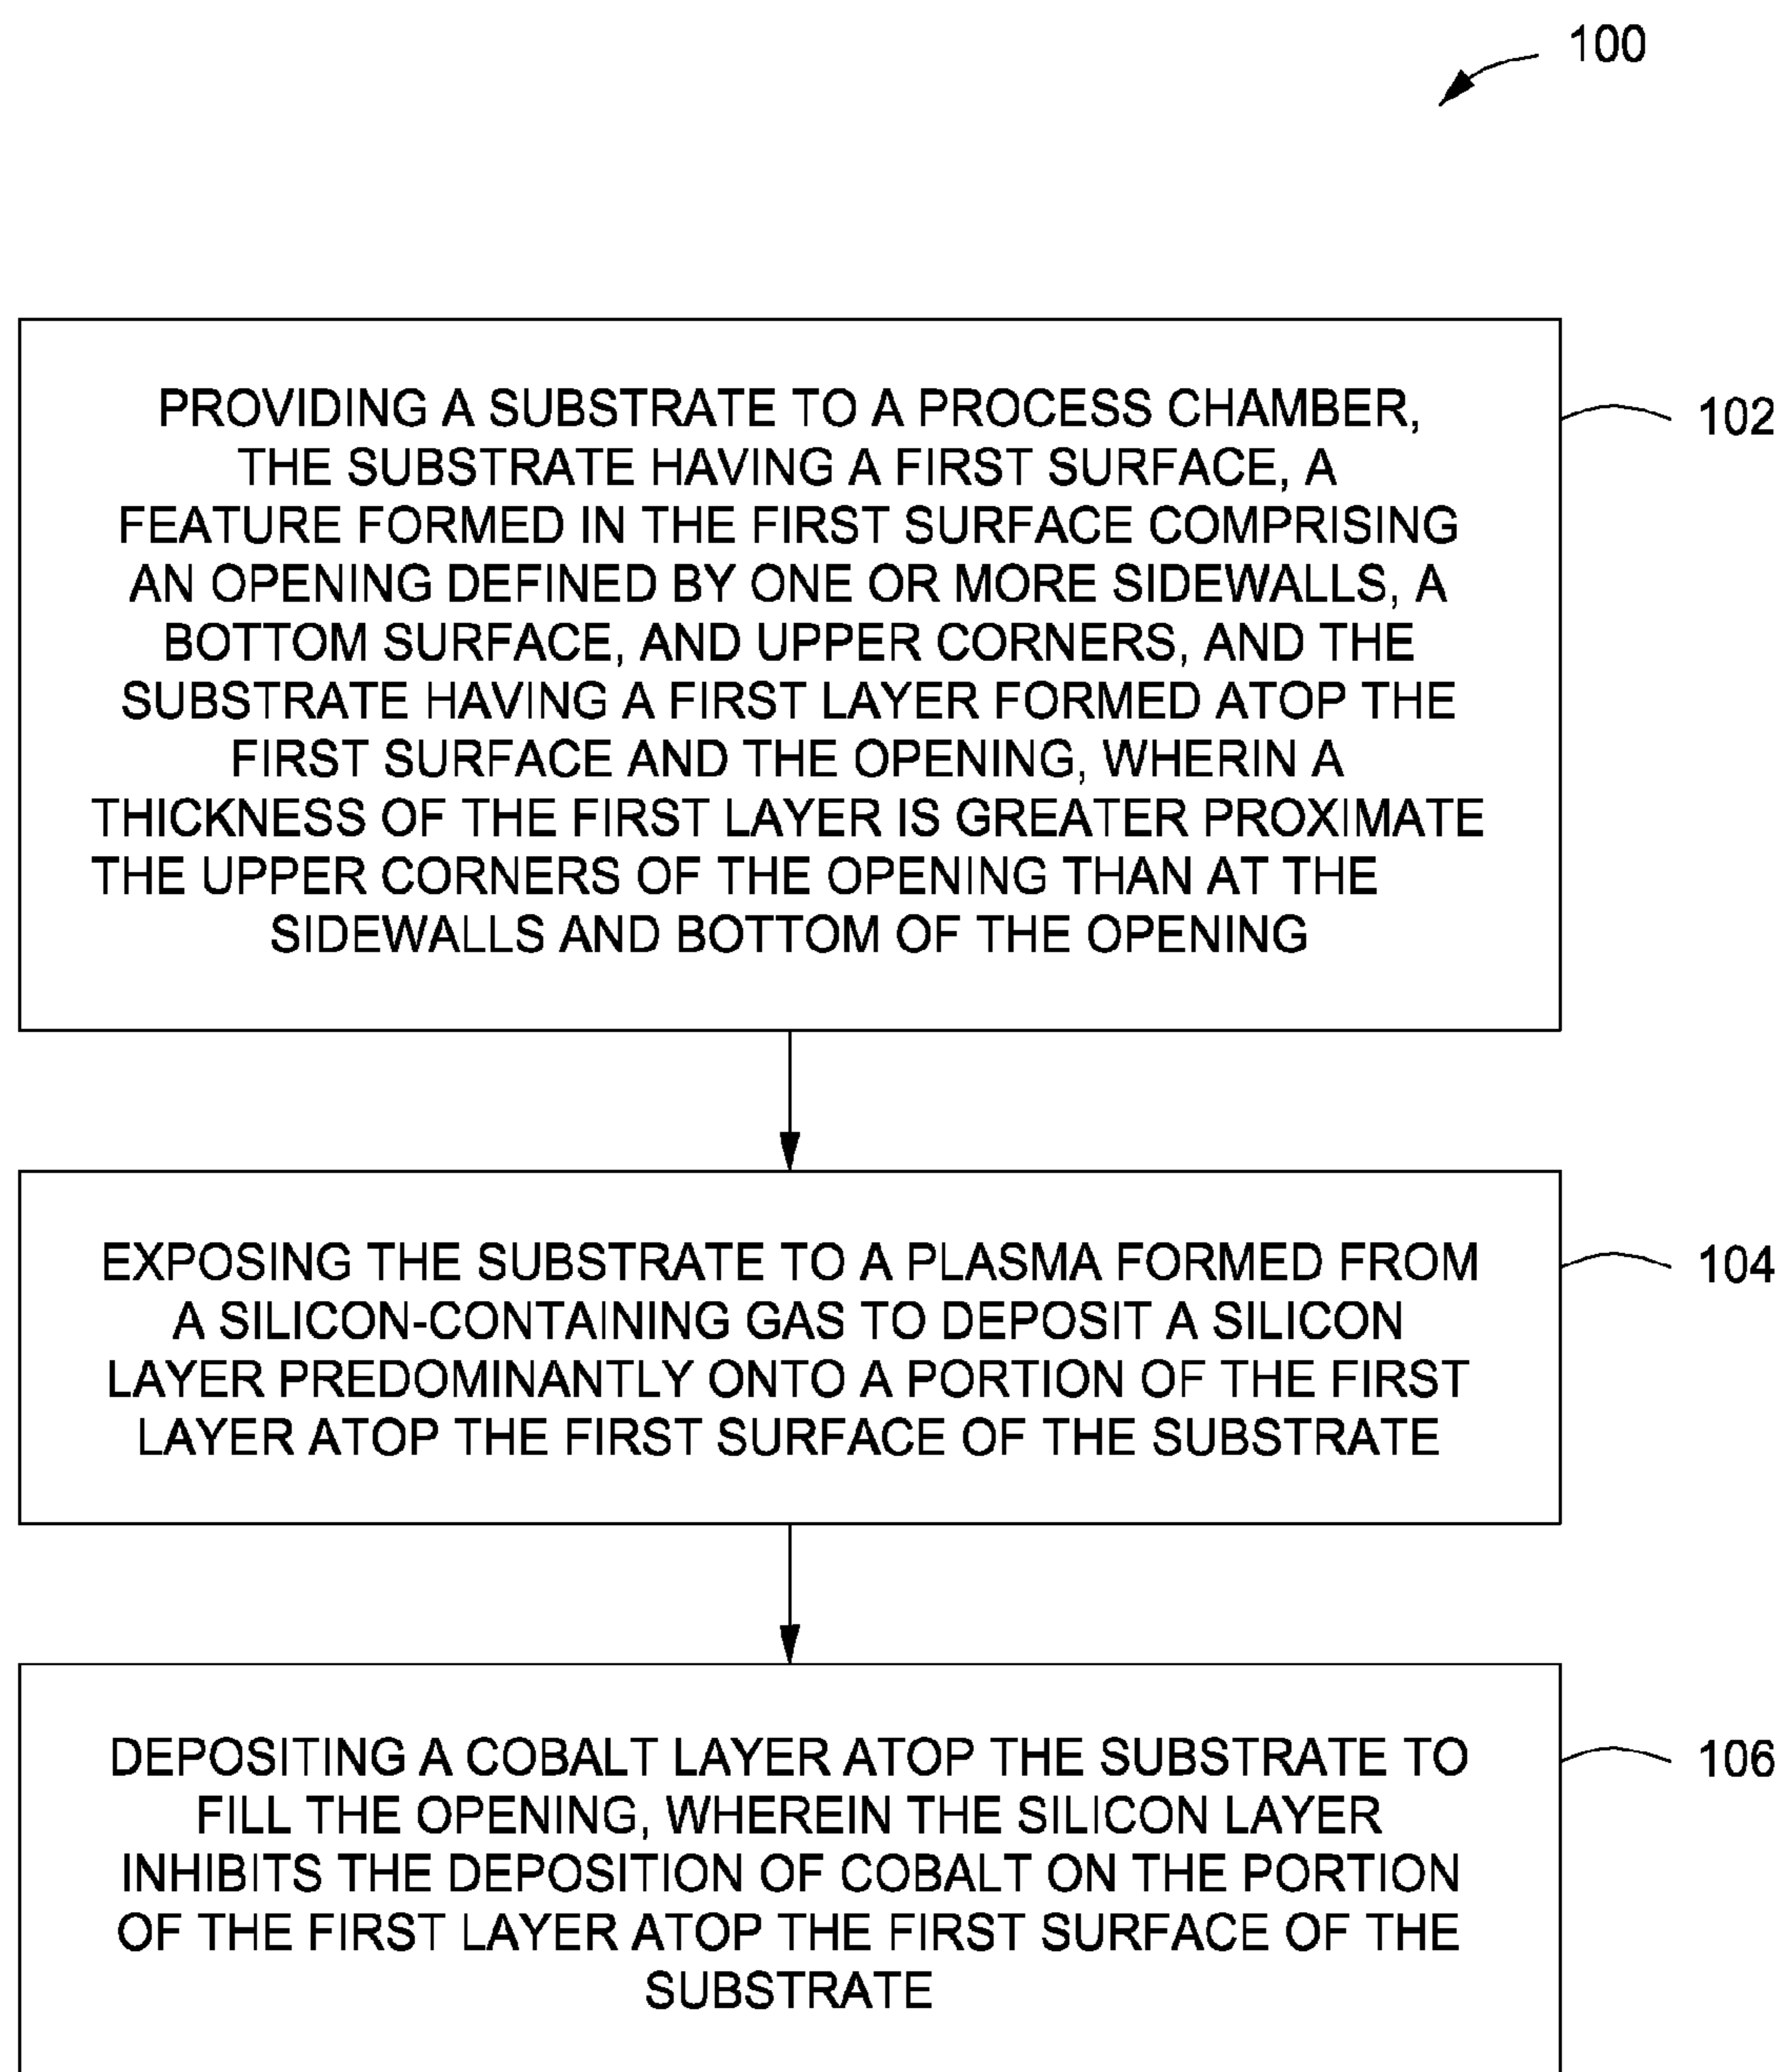 100
PROVIDING A SUBSTRATE TO A PROCESS CHAMBER,
THE SUBSTRATE HAVING A FIRST SURFACE, A
FEATURE FORMED IN THE FIRST SURFACE COMPRISING
AN OPENING DEFINED BY ONE OR MORE SIDEWALLS, A
BOTTOM SURFACE, AND UPPER CORNERS, AND THE
SUBSTRATE HAVING A FIRST LAYER FORMED ATOP THE
FIRST SURFACE AND THE OPENING, WHERIN A
THICKNESS OF THE FIRST LAYER IS GREATER PROXIMATE
THE UPPER CORNERS OF THE OPENING THAN AT THE
SIDEWALLS AND BOTTOM OF THE OPENING
102
EXPOSING THE SUBSTRATE TO A PLASMA FORMED FROM
A SILICON-CONTAINING GAS TO DEPOSIT A SILICON
LAYER PREDOMINANTLY ONTO A PORTION OF THE FIRST
LAYER ATOP THE FIRST SURFACE OF THE SUBSTRATE
104
DEPOSITING A COBALT LAYER ATOP THE SUBSTRATE TO
FILL THE OPENING, WHEREIN THE SILICON LAYER
INHIBITS THE DEPOSITION OF COBALT ON THE PORTION
OF THE FIRST LAYER ATOP THE FIRST SURFACE OF THE
SUBSTRATE
106